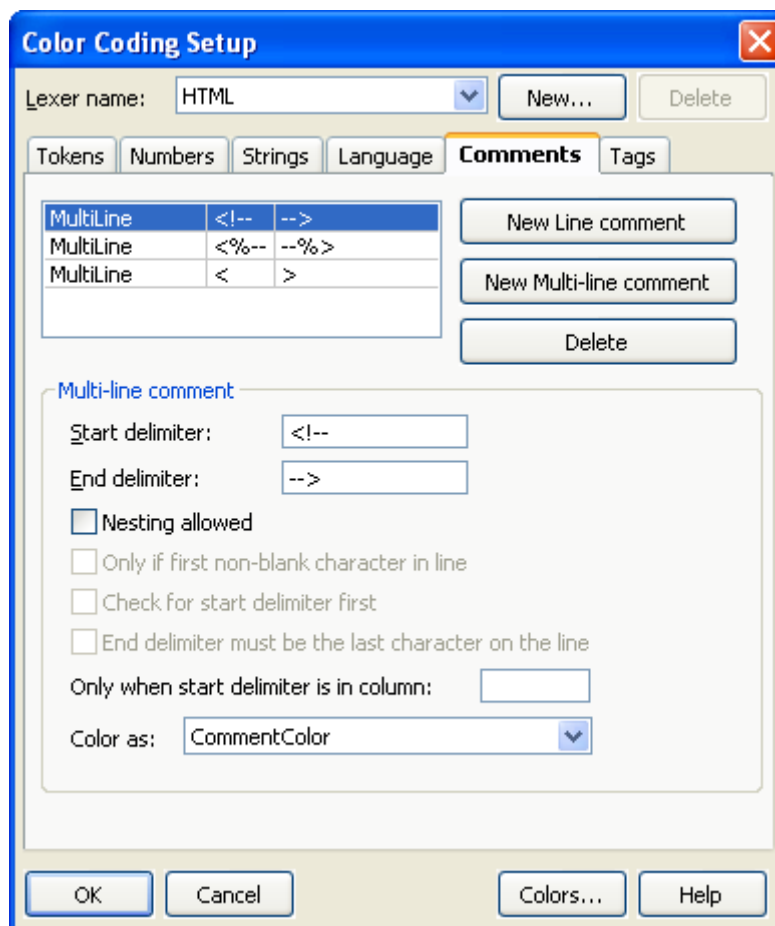 Color Coding Setup
Lexer name: HTML New... Delete
Tokens Numbers Strings Language Comments Tags
MultiLine <!-- -->
MultiLine <%-- --%>
MultiLine < >
New Line comment
New Multi-line comment
Delete
Multi-line comment
Start delimiter: <!--
End delimiter: -->
Nesting allowed
Only if first non-blank character in line
Check for start delimiter first
End delimiter must be the last character on the line
Only when start delimiter is in column:
Color as: CommentColor
OK Cancel Colors... Help